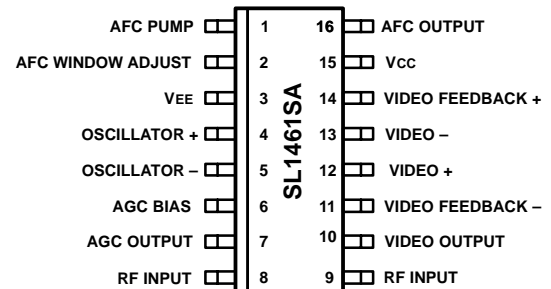 AFC PUMP 1 16 AFC OUTPUT
AFC WINDOW ADJUST 2 15 VCC
VEE 3 14 VIDEO FEEDBACK +
OSCILLATOR + 4 13 VIDEO –
OSCILLATOR – 5 12 VIDEO +
AGC BIAS 6 11 VIDEO FEEDBACK –
AGC OUTPUT 7 10 VIDEO OUTPUT
RF INPUT 8 9 RF INPUT
SL1461SA